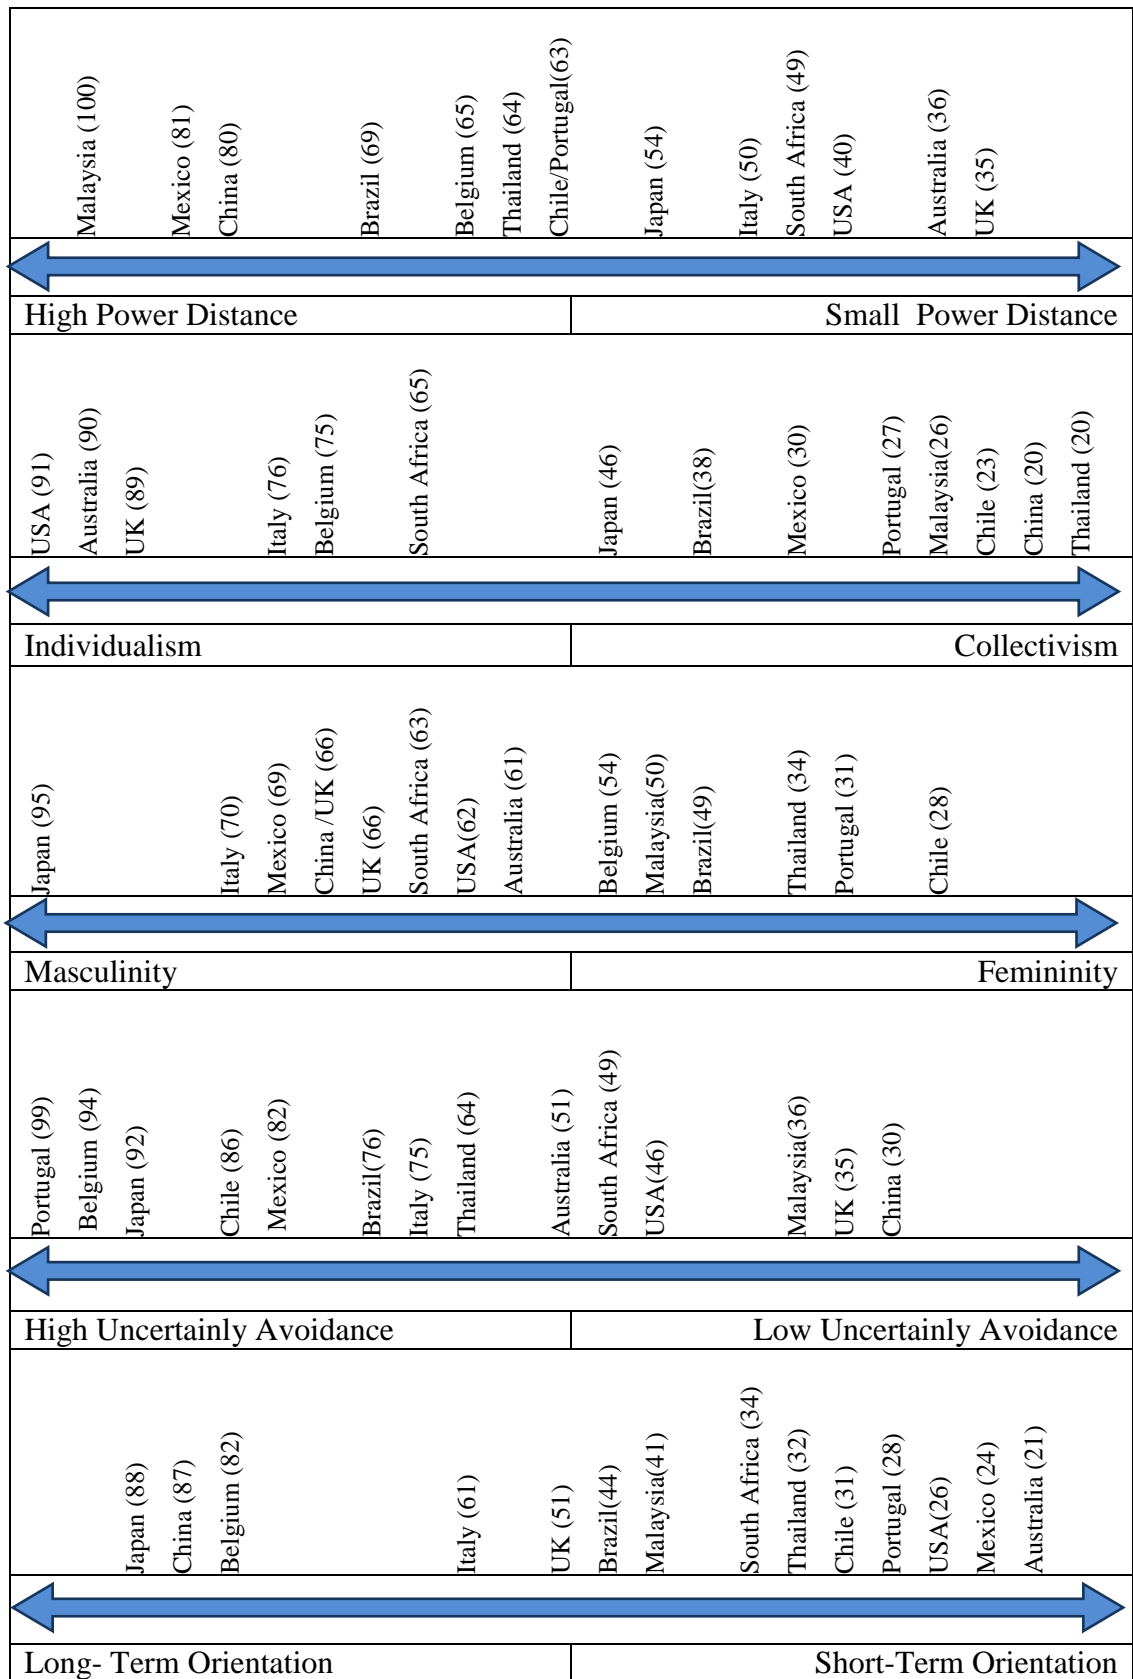 Malaysia (100)
Mexico (81)
China (80)
Brazil (69)
Belgium (65)
Thailand (64)
Chile/Portugal(63)
Japan (54)
Italy (50)
South Africa (49)
USA (40)
Australia (36)
UK (35)
High Power Distance
Small Power Distance
USA (91)
Australia (90)
UK (89)
Italy (76)
Belgium (75)
South Africa (65)
Japan (46)
Brazil(38)
Mexico (30)
Portugal (27)
Malaysia(26)
Chile (23)
China (20)
Thailand (20)
Individualism
Collectivism
Japan (95)
Italy (70)
Mexico (69)
China /UK (66)
UK (66)
South Africa (63)
USA(62)
Australia (61)
Belgium (54)
Malaysia(50)
Brazil(49)
Thailand (34)
Portugal (31)
Chile (28)
Masculinity
Femininity
Portugal (99)
Belgium (94)
Japan (92)
Chile (86)
Mexico (82)
Brazil(76)
Italy (75)
Thailand (64)
Australia (51)
South Africa (49)
USA(46)
Malaysia(36)
UK (35)
China (30)
High Uncertainly Avoidance
Low Uncertainly Avoidance
Japan (88)
China (87)
Belgium (82)
Italy (61)
UK (51)
Brazil(44)
Malaysia(41)
South Africa (34)
Thailand (32)
Chile (31)
Portugal (28)
USA(26)
Mexico (24)
Australia (21)
Long- Term Orientation
Short-Term Orientation